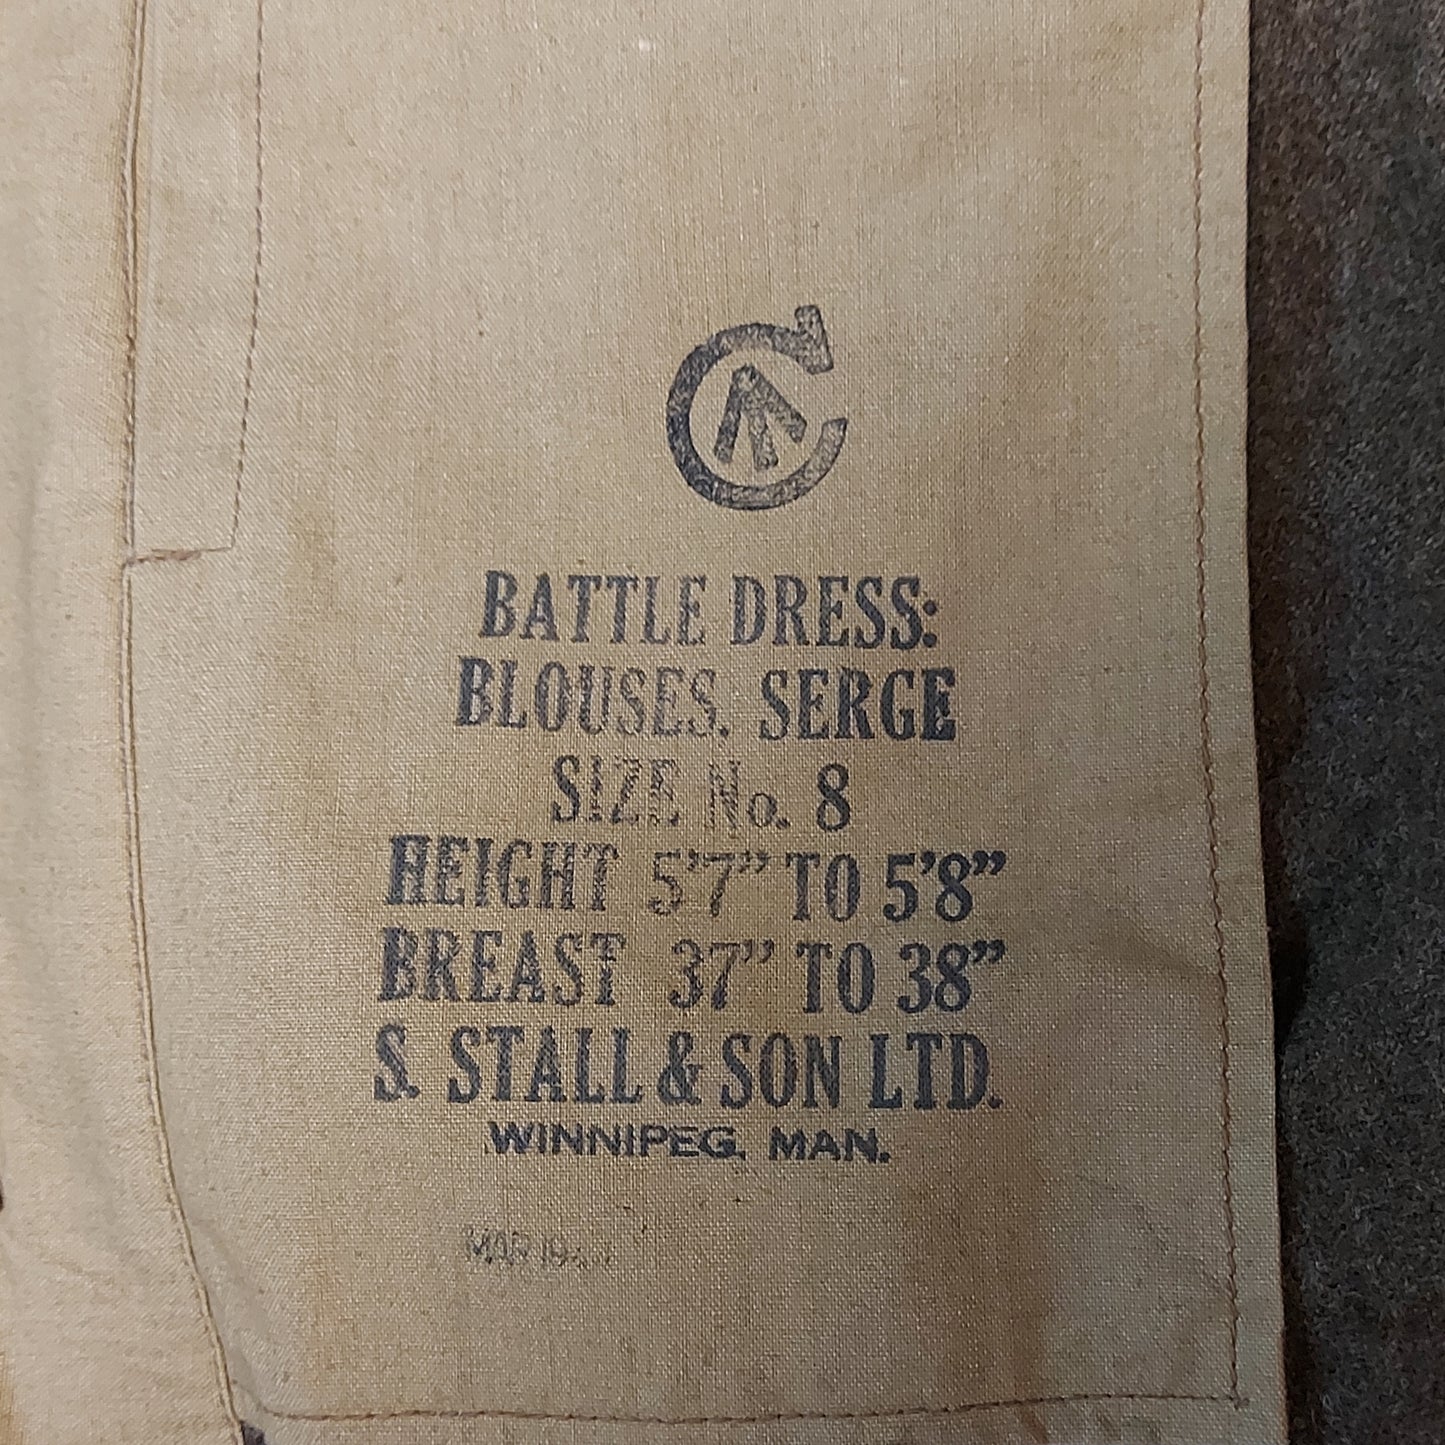 BATTLE DRESS:
BLOUSES, SERGE
SIZE No. 8
HEIGHT 5'7" TO 5'8"
BREAST 37" TO 38"
S. STALL & SON LTD.
WINNIPEG, MAN.
MAR